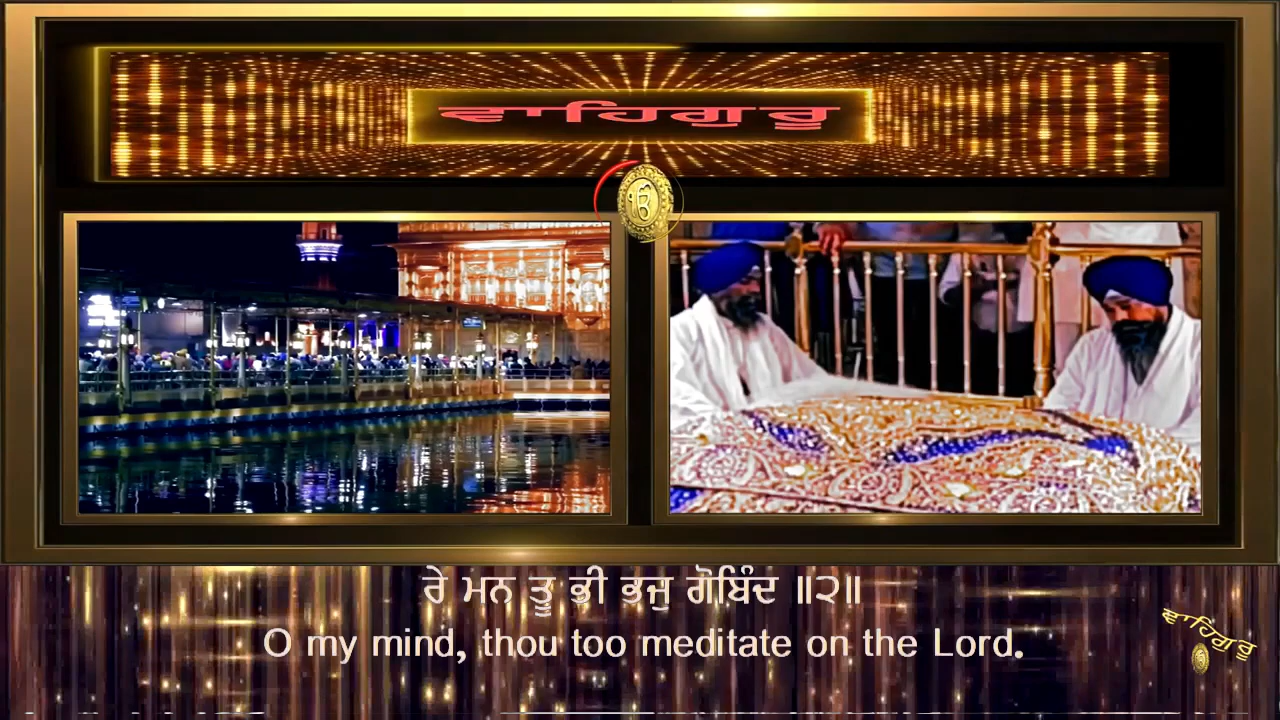 ਵਾਹਿਗੁਰੂ
ੴ
ਰੇ ਮਨ ਤੂ ਭੀ ਭਜੁ ਗੋਬਿੰਦ ॥੨॥
O my mind, thou too meditate on the Lord.
ਵਾਹਿਗੁਰੂ